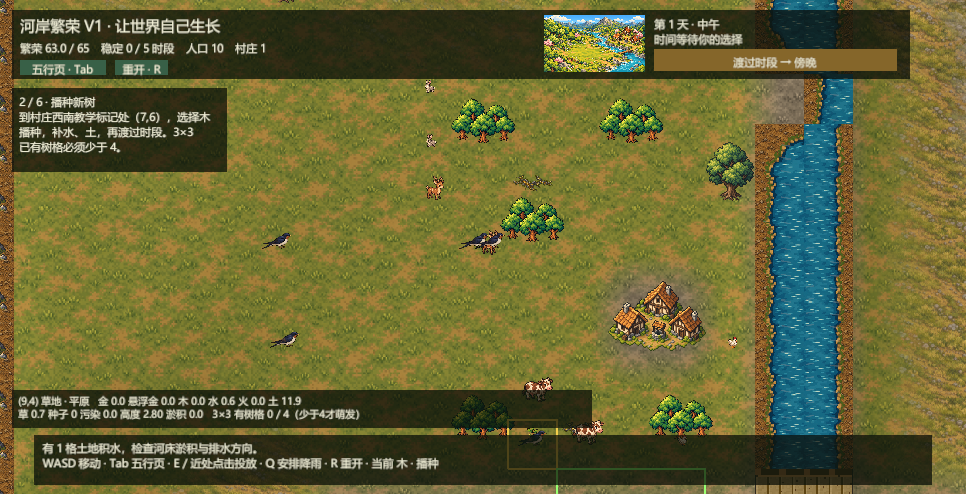 河岸繁荣 V1 · 让世界自己生长
繁荣 63.0 / 65 稳定 0 / 5 时段 人口 10 村庄 1
五行页 · Tab 重开 · R
第 1 天 · 中午
时间等待你的选择
渡过时段 → 傍晚
2 / 6 · 播种新树
到村庄西南教学标记处（7,6），选择木
播种，补水、土，再渡过时段。3×3
已有树格必须少于 4。
(9,4) 草地 · 平原 金 0.0 悬浮金 0.0 木 0.0 水 0.6 火 0.0 土 11.9
草 0.7 种子 0 污染 0.0 高度 2.80 淤积 0.0 3×3 有树格 0 / 4（少于4才萌发）
有 1 格土地积水，检查河床淤积与排水方向。
WASD 移动 · Tab 五行页 · E / 近处点击投放 · Q 安排降雨 · R 重开 · 当前 木 · 播种